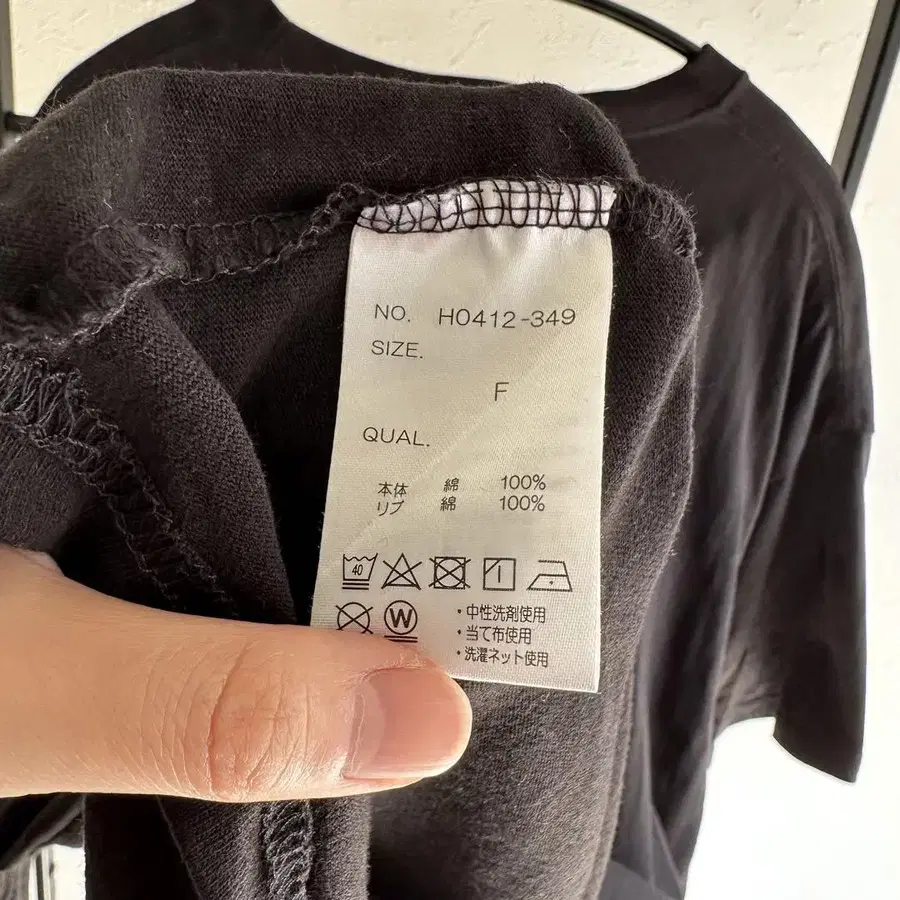 NO. H0412-349
SIZE.
F
QUAL.
本体 綿 100%
リブ 綿 100%
40
W
・中性洗剤使用
・当て布使用
・洗濯ネット使用